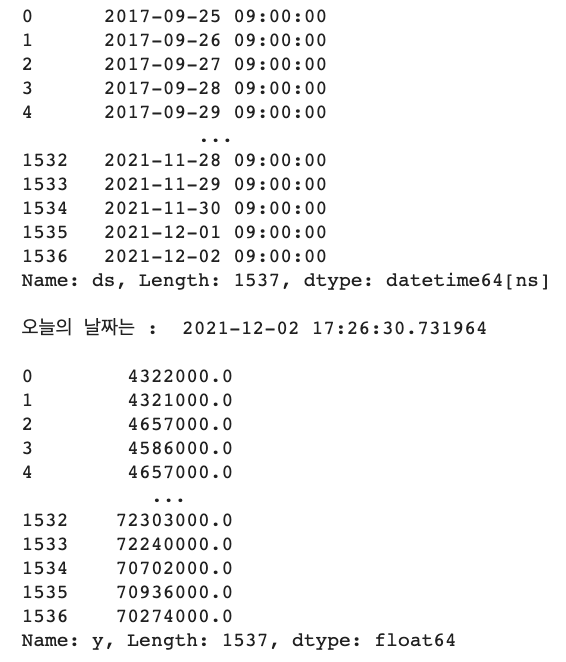 0      2017-09-25 09:00:00
1      2017-09-26 09:00:00
2      2017-09-27 09:00:00
3      2017-09-28 09:00:00
4      2017-09-29 09:00:00
...
1532   2021-11-28 09:00:00
1533   2021-11-29 09:00:00
1534   2021-11-30 09:00:00
1535   2021-12-01 09:00:00
1536   2021-12-02 09:00:00
Name: ds, Length: 1537, dtype: datetime64[ns]
오늘의 날짜는 :  2021-12-02 17:26:30.731964
0        4322000.0
1        4321000.0
2        4657000.0
3        4586000.0
4        4657000.0
...
1532    72303000.0
1533    72240000.0
1534    70702000.0
1535    70936000.0
1536    70274000.0
Name: y, Length: 1537, dtype: float64